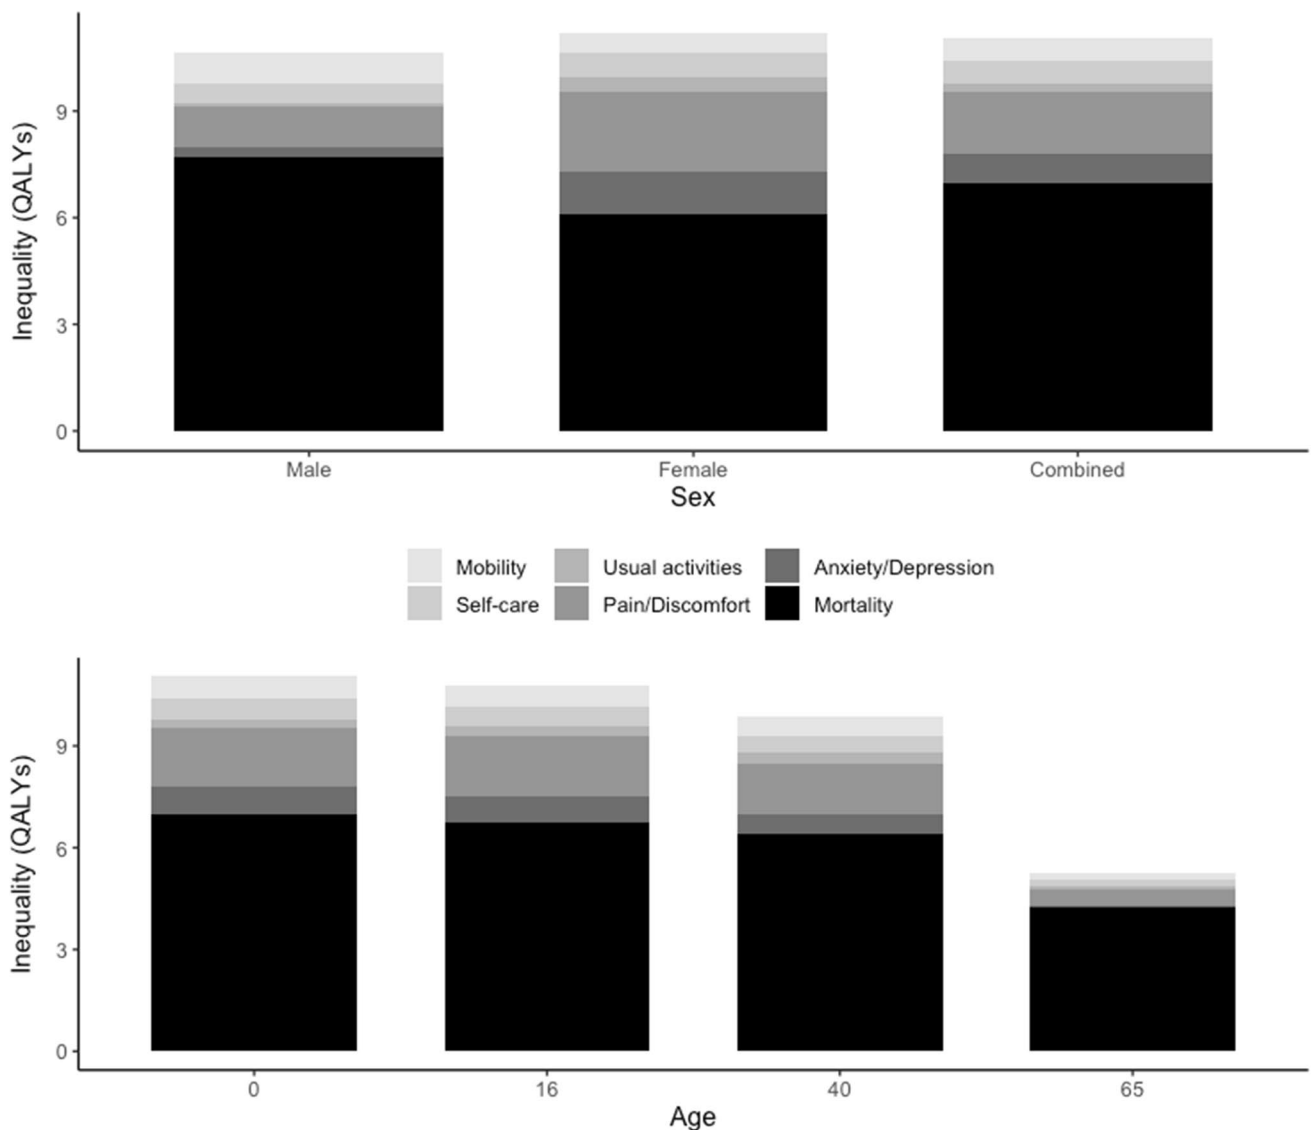 Inequality (QALYs)
9
6
3
0
Male Female Combined
Sex
Mobility Usual activities Anxiety/Depression
Self-care Pain/Discomfort Mortality
Inequality (QALYs)
9
6
3
0
0 16 40 65
Age